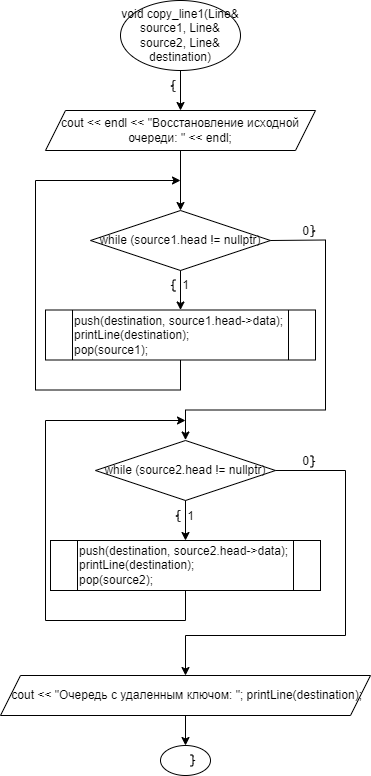 void copy_line1(Line&
source1, Line&
source2, Line&
destination)
{
cout << endl << "Восстановление исходной
очереди: " << endl;
while (source1.head != nullptr)
0}
{ 1
push(destination, source1.head->data);
printLine(destination);
pop(source1);
while (source2.head != nullptr)
0}
{ 1
push(destination, source2.head->data);
printLine(destination);
pop(source2);
cout << "Очередь с удаленным ключом: "; printLine(destination);
}